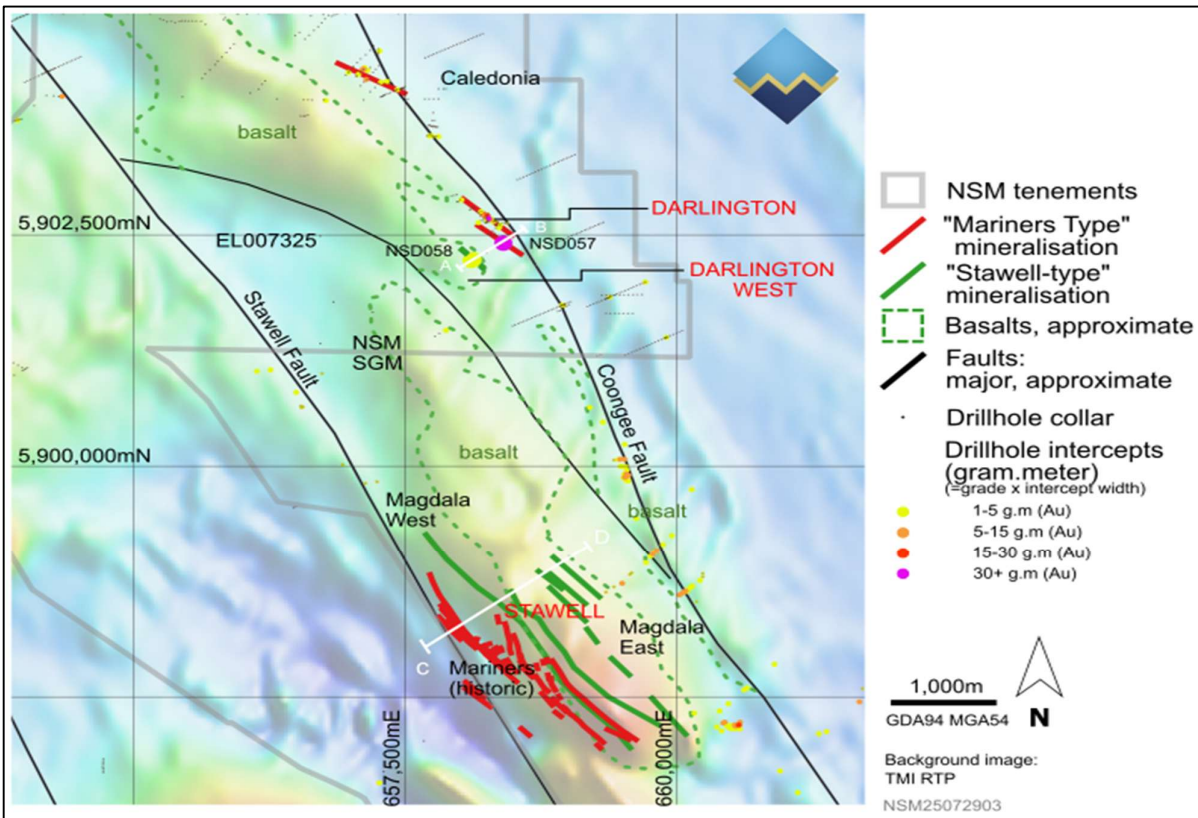 Caledonia
basalt
5,902,500mN
EL007325
DARLINGTON
B
NSD058
NSD057
A
DARLINGTON
WEST
Stawell Fault
NSM
SGM
Coongee Fault
5,900,000mN
basalt
Magdala
West
basalt
D
STAWELL
Magdala
East
C
Mariners
(historic)
657,500mE
660,000mE
NSM tenements
"Mariners Type"
mineralisation
"Stawell-type"
mineralisation
Basalts, approximate
Faults:
major, approximate
Drillhole collar
Drillhole intercepts
(gram.meter)
(=grade x intercept width)
1-5 g.m (Au)
5-15 g.m (Au)
15-30 g.m (Au)
30+ g.m (Au)
1,000m
GDA94 MGA54
N
Background image:
TMI RTP
NSM25072903